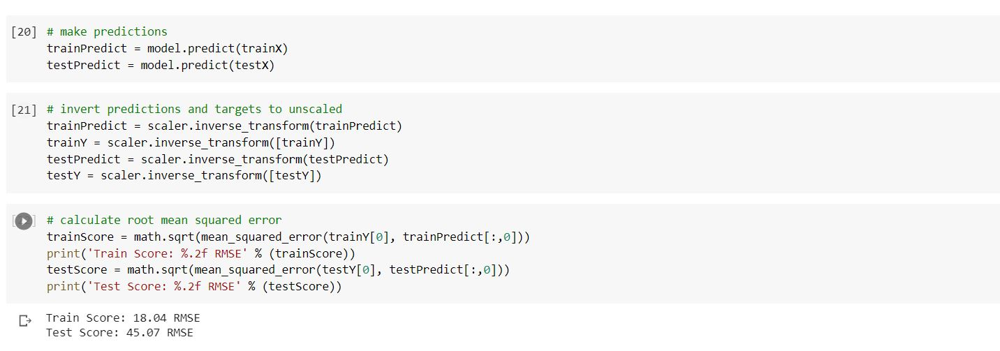 [20] # make predictions
trainPredict = model.predict(trainX)
testPredict = model.predict(testX)
[21] # invert predictions and targets to unscaled
trainPredict = scaler.inverse_transform(trainPredict)
trainY = scaler.inverse_transform([trainY])
testPredict = scaler.inverse_transform(testPredict)
testY = scaler.inverse_transform([testY])
# calculate root mean squared error
trainScore = math.sqrt(mean_squared_error(trainY[0], trainPredict[:,0]))
print('Train Score: %.2f RMSE' % (trainScore))
testScore = math.sqrt(mean_squared_error(testY[0], testPredict[:,0]))
print('Test Score: %.2f RMSE' % (testScore))
Train Score: 18.04 RMSE
Test Score: 45.07 RMSE